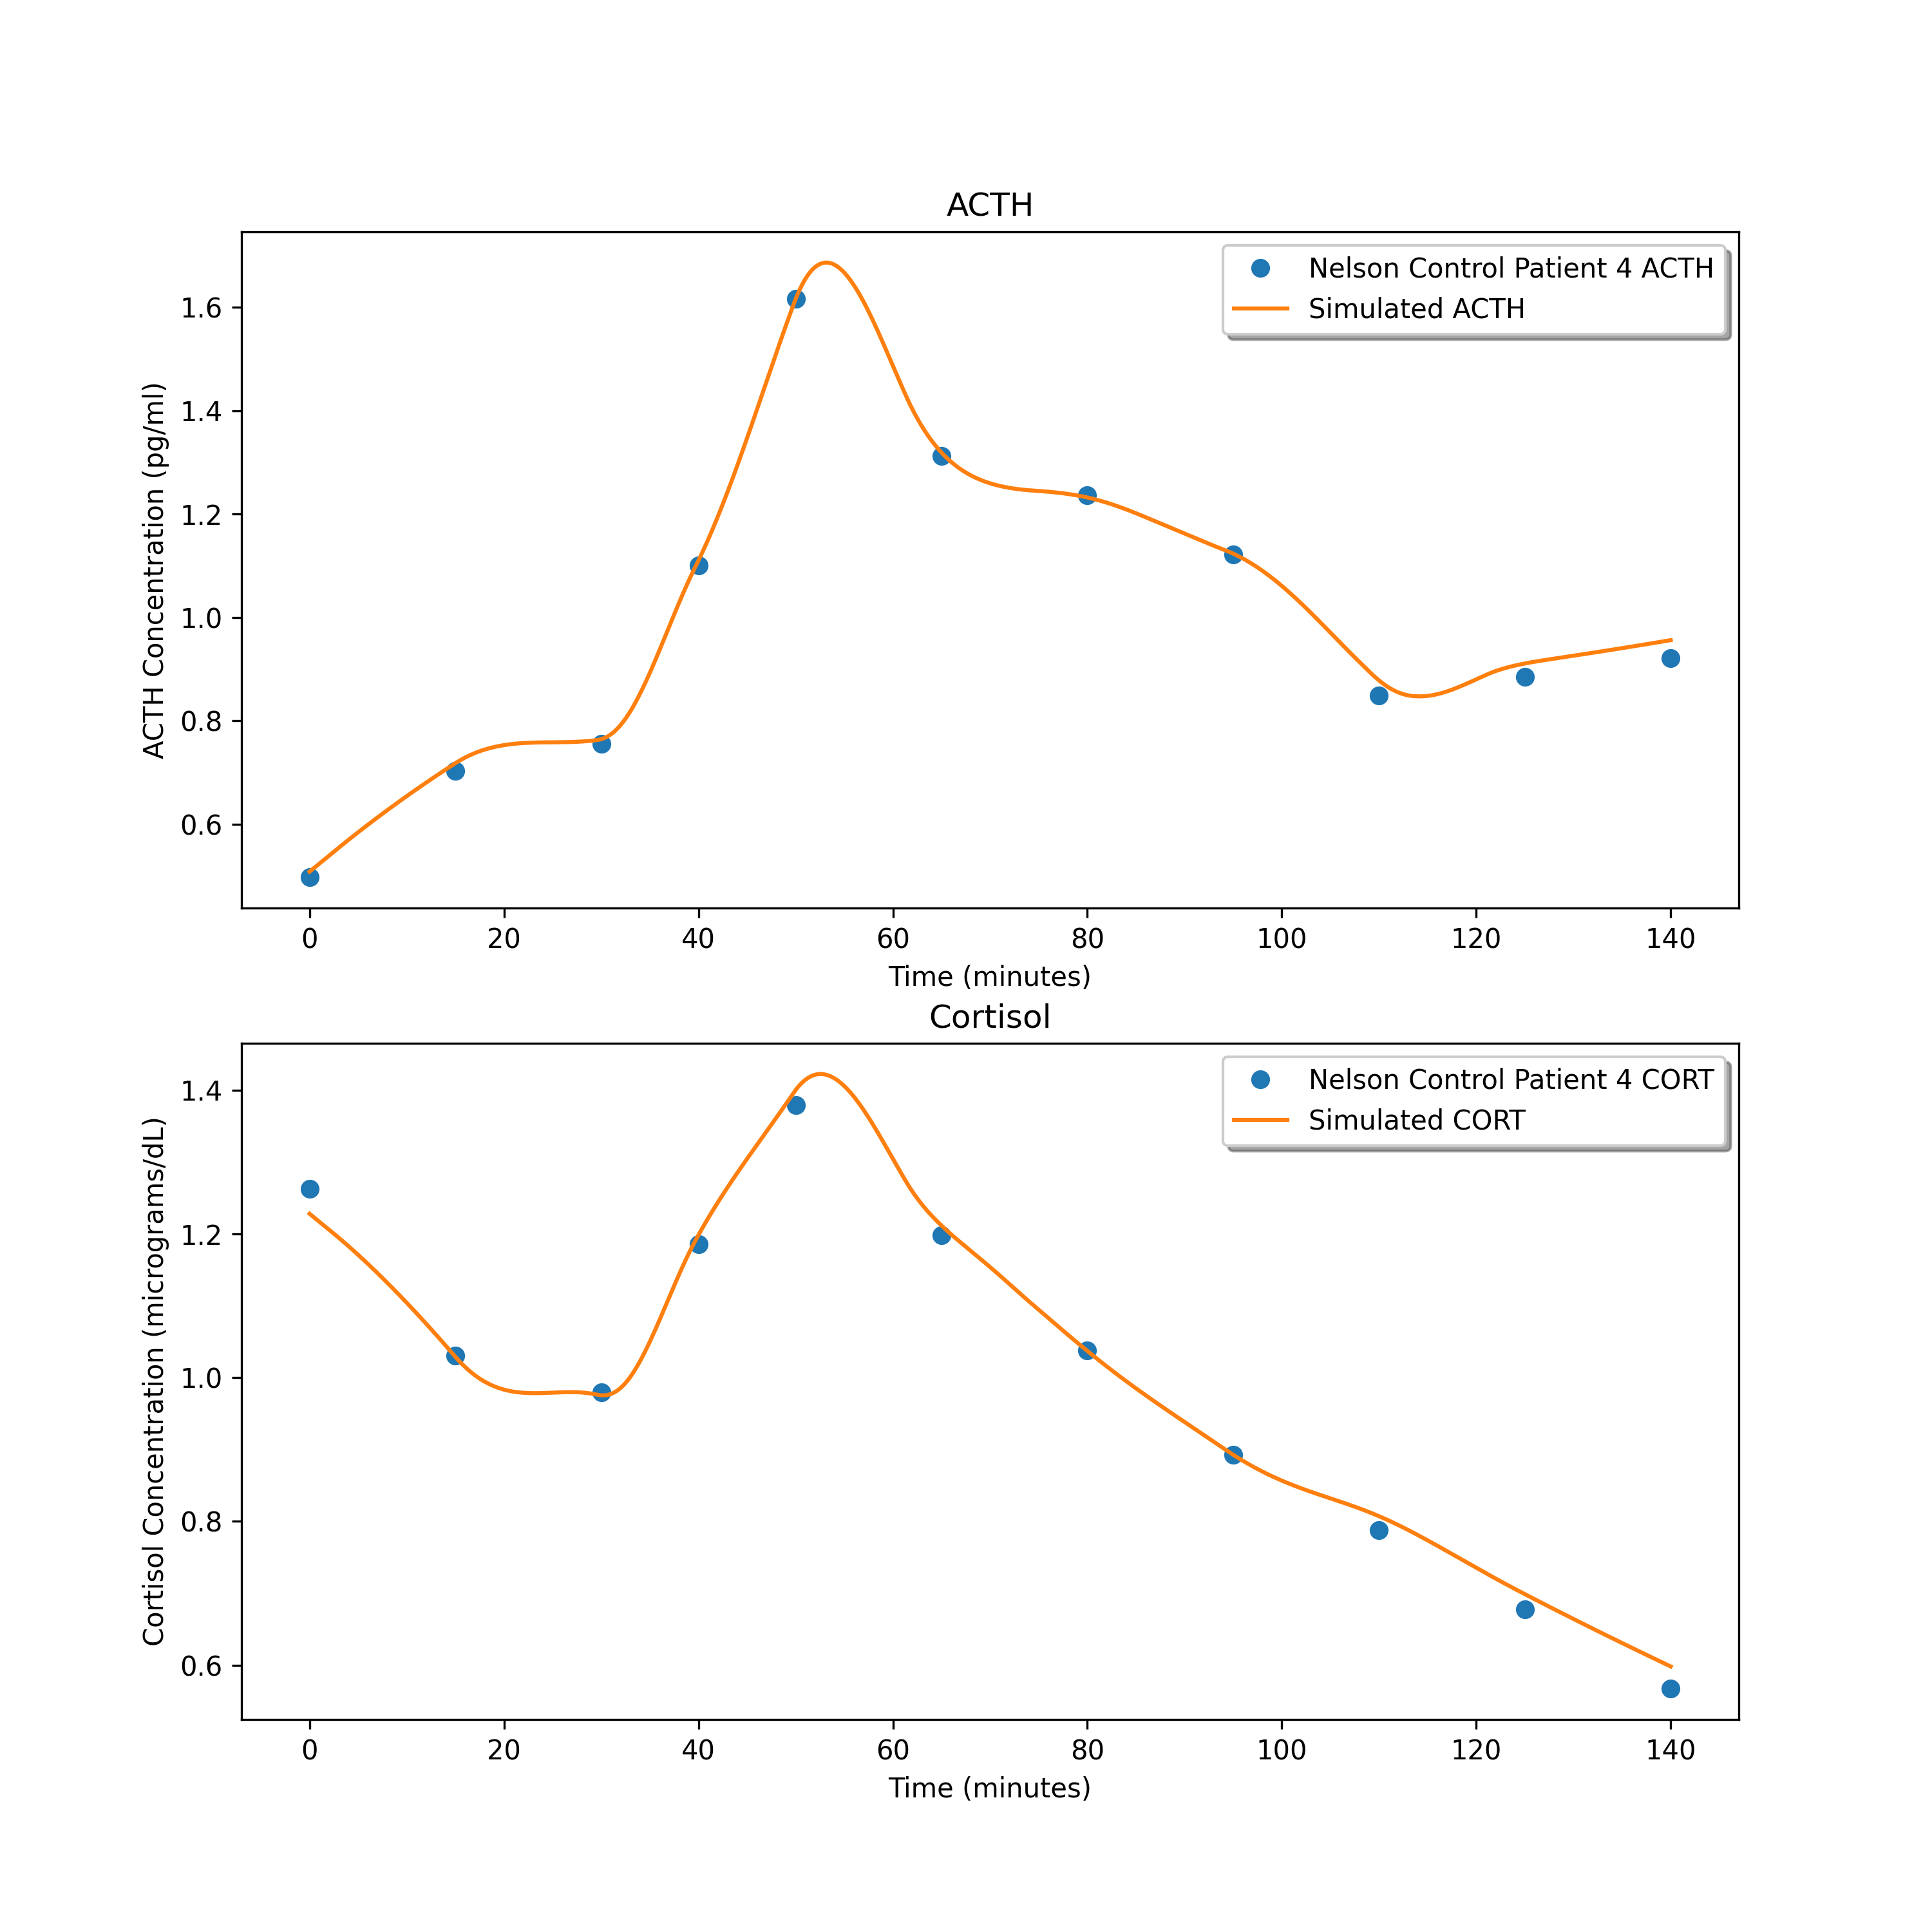 ACTH
Nelson Control Patient 4 ACTH
Simulated ACTH
ACTH Concentration (pg/ml)
1.6
1.4
1.2
1.0
0.8
0.6
0 20 40 60 80 100 120 140
Time (minutes)
Cortisol
Nelson Control Patient 4 CORT
Simulated CORT
Cortisol Concentration (micrograms/dL)
1.4
1.2
1.0
0.8
0.6
0 20 40 60 80 100 120 140
Time (minutes)